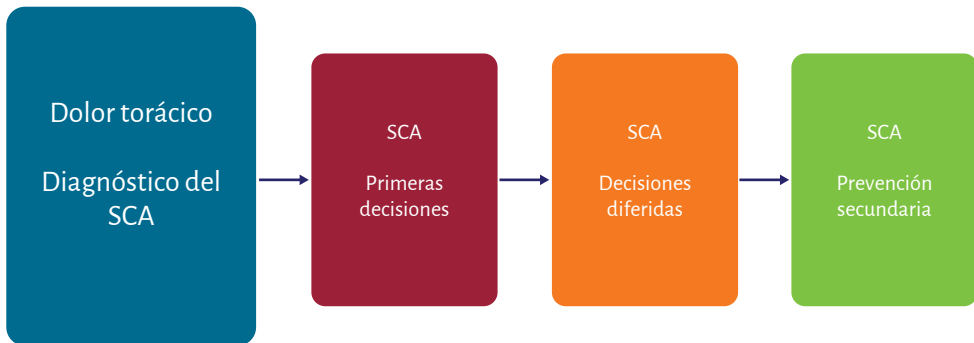 Dolor torácico
Diagnóstico del
SCA
SCA
Primeras
decisiones
SCA
Decisiones
diferidas
SCA
Prevención
secundaria